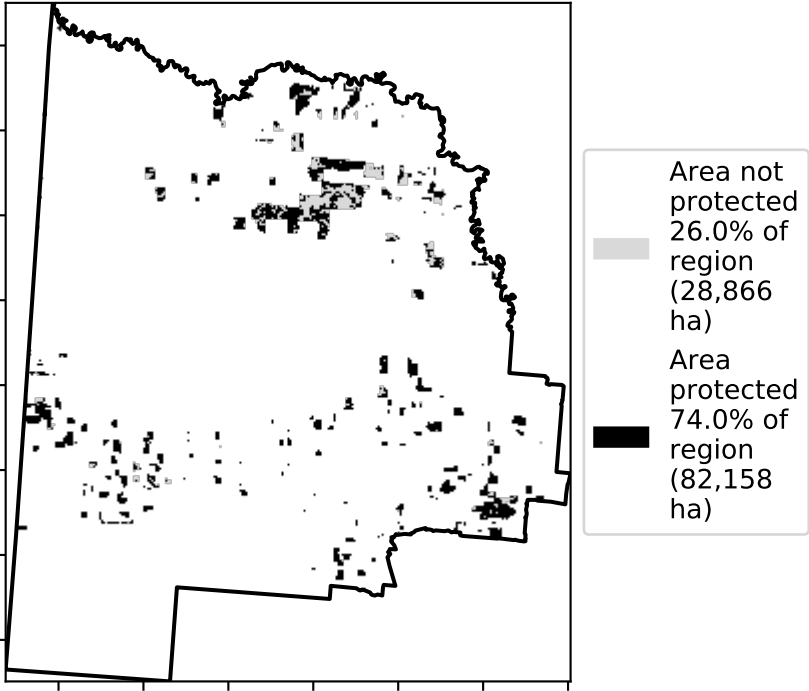 Area not
protected
26.0% of
region
(28,866
ha)
Area
protected
74.0% of
region
(82,158
ha)